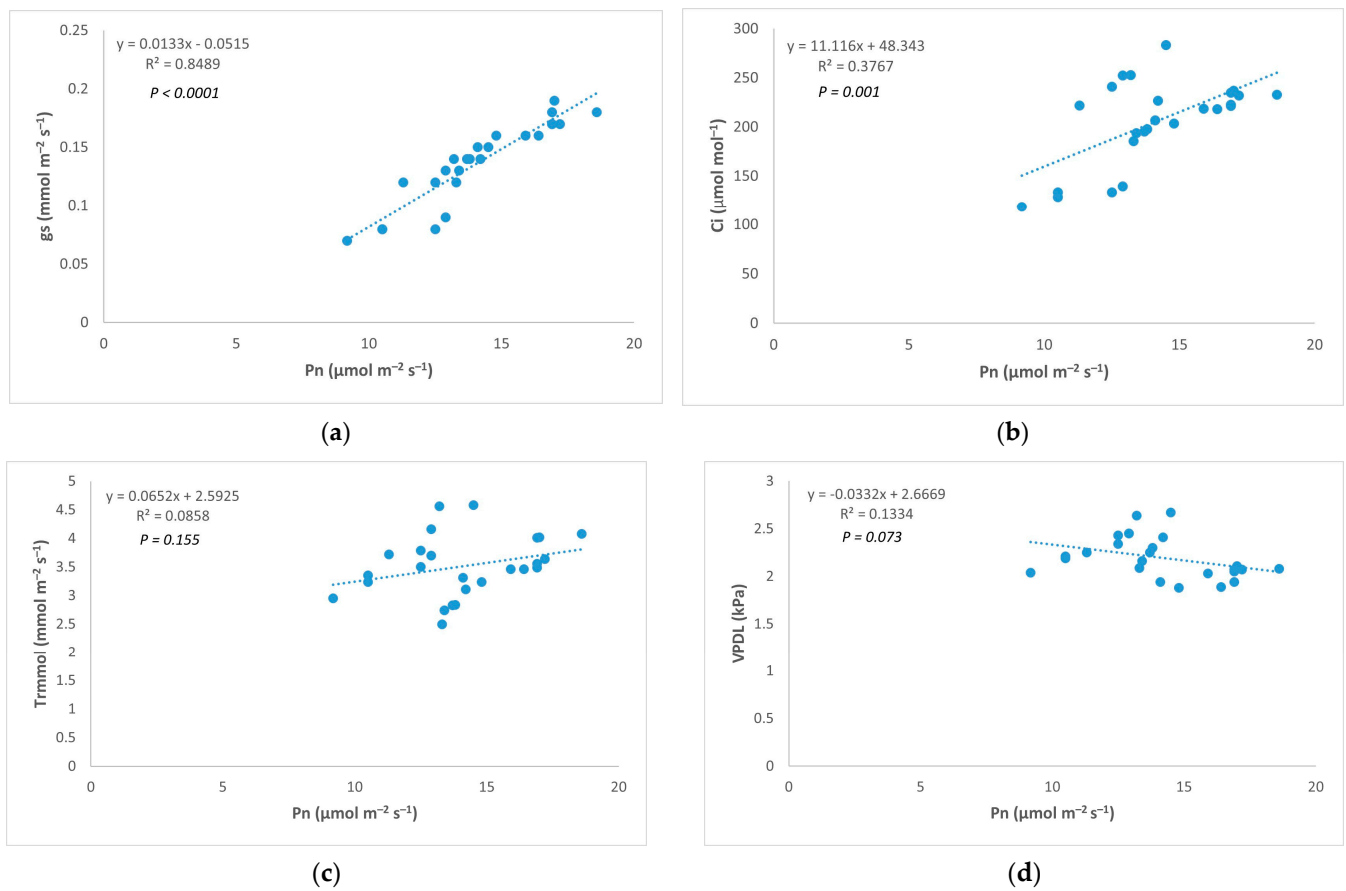 y = 0.0133x - 0.0515
R² = 0.8489
P < 0.0001
0.25
0.2
0.15
0.1
0.05
0
gs (mmol m⁻² s⁻¹)
0 5 10 15 20
Pn (µmol m⁻² s⁻¹)
(a)
y = 11.116x + 48.343
R² = 0.3767
P = 0.001
300
250
200
150
100
50
0
Ci (µmol mol⁻¹)
0 5 10 15 20
Pn (µmol m⁻² s⁻¹)
(b)
y = 0.0652x + 2.5925
R² = 0.0858
P = 0.155
5
4.5
4
3.5
3
2.5
2
1.5
1
0.5
0
Trmmol (mmol m⁻² s⁻¹)
0 5 10 15 20
Pn (µmol m⁻² s⁻¹)
(c)
y = -0.0332x + 2.6669
R² = 0.1334
P = 0.073
3
2.5
2
1.5
1
0.5
0
VPDL (kPa)
0 5 10 15 20
Pn (µmol m⁻² s⁻¹)
(d)